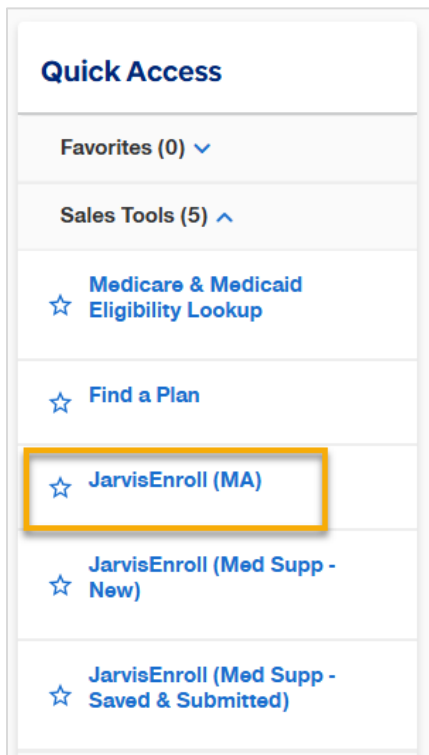 Quick Access
Favorites (0)
Sales Tools (5)
Medicare & Medicaid
Eligibility Lookup
Find a Plan
JarvisEnroll (MA)
JarvisEnroll (Med Supp -
New)
JarvisEnroll (Med Supp -
Saved & Submitted)